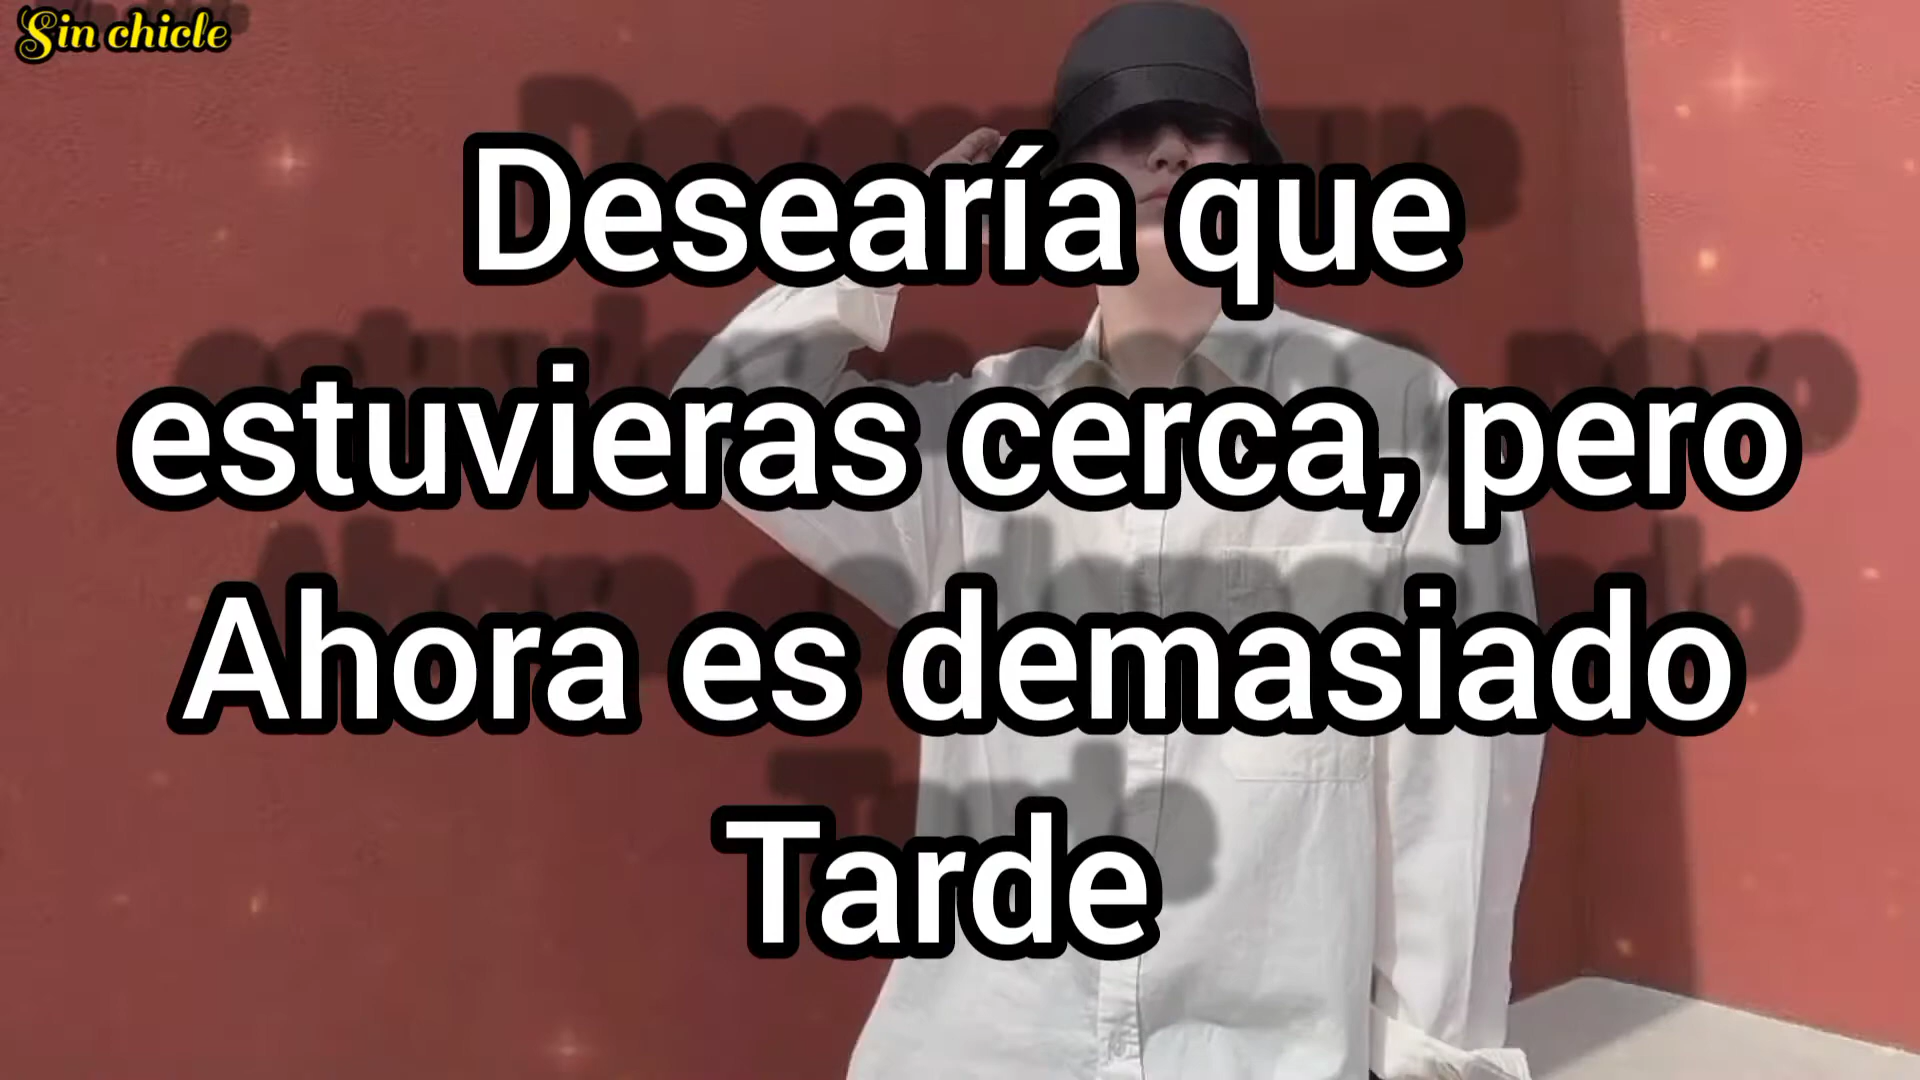 Sin chicle
Desearía que
estuvieras cerca, pero
Ahora es demasiado
Tarde